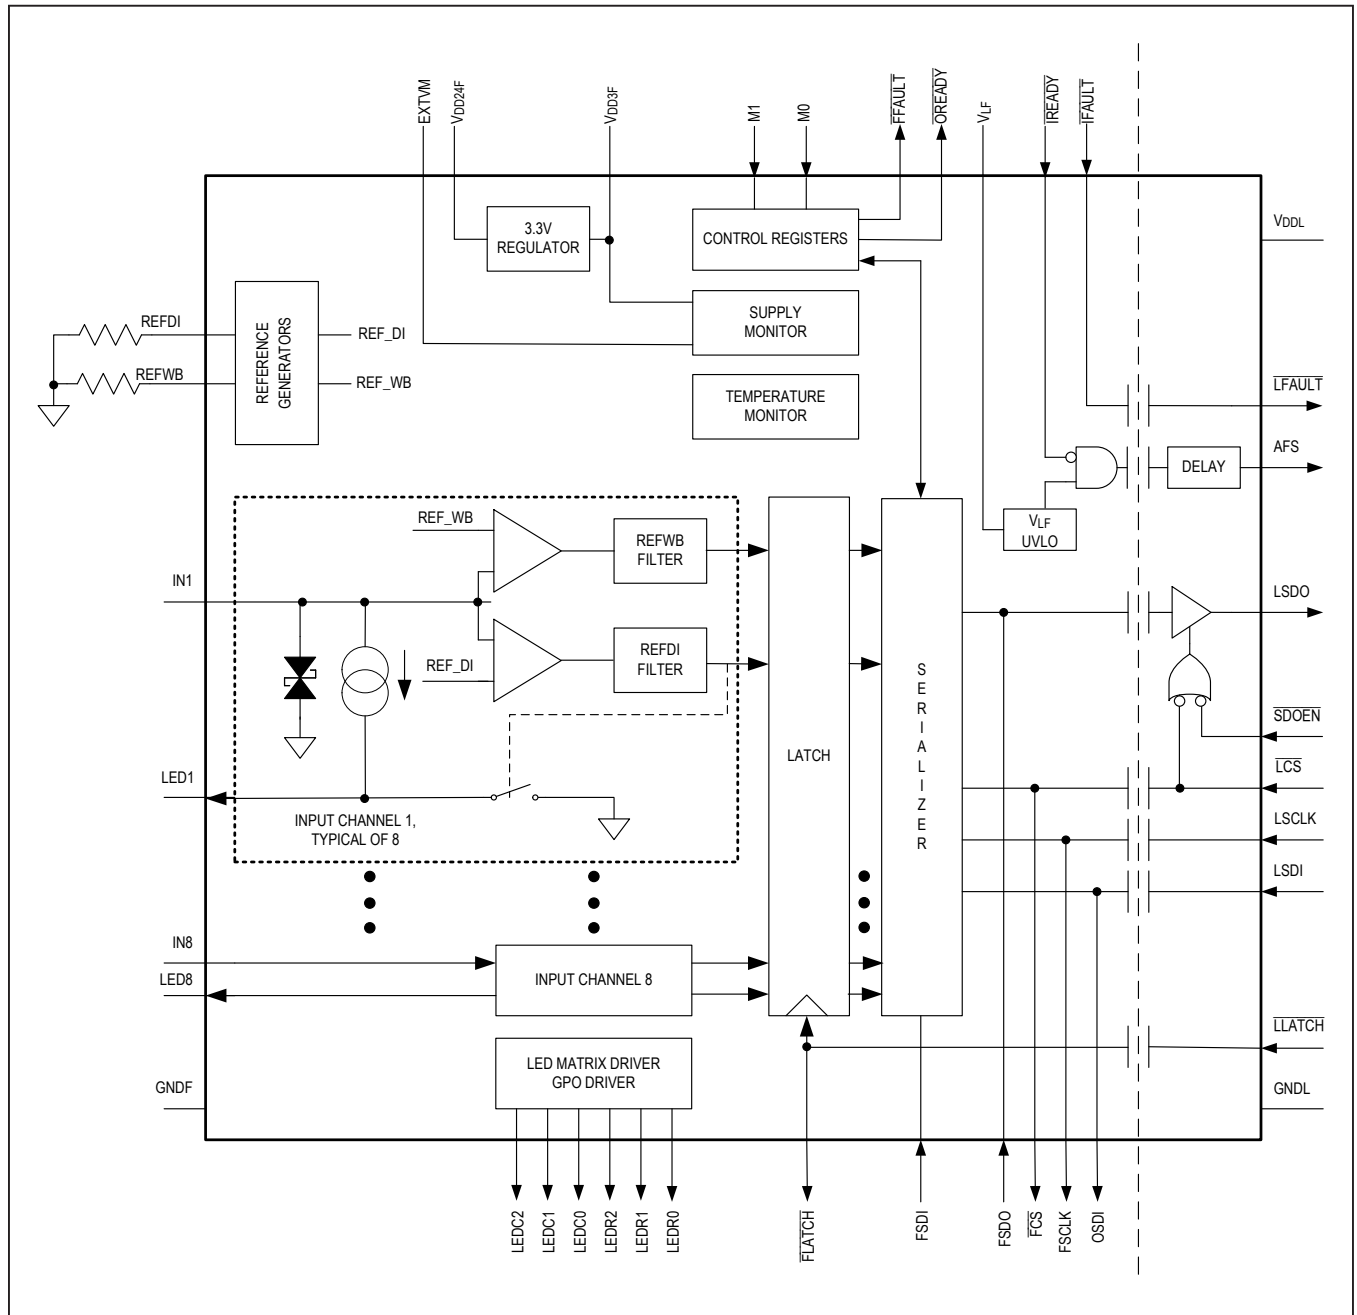 EXTVM
VDD24F
VDD3F
M1
M0
FFAULT
OREADY
VLF
IREADY
IFAULT
3.3V
REGULATOR
CONTROL REGISTERS
VDDL
SUPPLY
MONITOR
REFDI
REFWB
REFERENCE
GENERATORS
REF_DI
REF_WB
TEMPERATURE
MONITOR
LFAULT
AFS
DELAY
VLF
UVLO
REF_WB
REFWB
FILTER
IN1
REF_DI
REFDI
FILTER
LSDO
SDOEN
LCS
LSCLK
LSDI
LED1
INPUT CHANNEL 1,
TYPICAL OF 8
LATCH
SERIALIZER
IN8
LED8
INPUT CHANNEL 8
LED MATRIX DRIVER
GPO DRIVER
GNDF
LLATCH
GNDL
LEDC2
LEDC1
LEDC0
LEDR2
LEDR1
LEDR0
FLATCH
FSDI
FSDO
FCS
FSCLK
OSDI